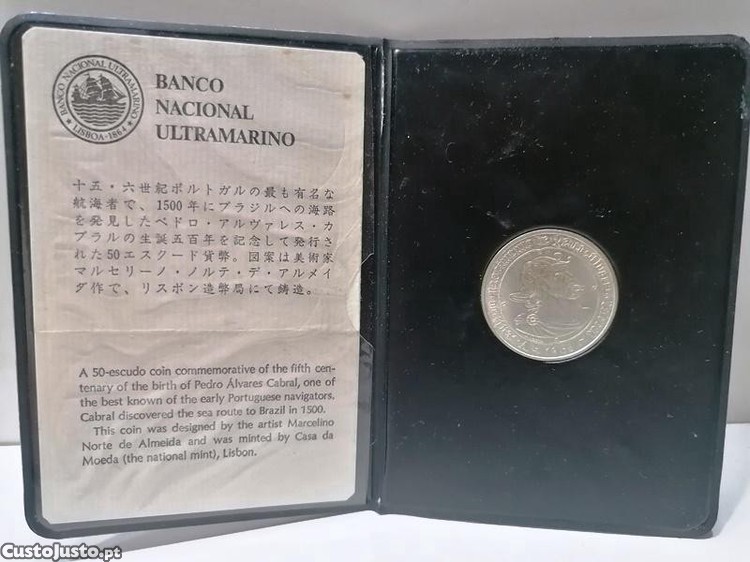 BANCO NACIONAL ULTRAMARINO
LISBOA · 1864
BANCO
NACIONAL
ULTRAMARINO
十五・六世紀ポルトガルの最も有名な
航海者で、1500年にブラジルへの海路
を発見したペドロ・アルヴァレス・カ
ブラルの生誕五百年を記念して発行さ
れた50エスクード貨幣。図案は美術家
マルセリーノ・ノルテ・デ・アルメイ
ダ作で、リスボン造幣局にて鋳造。
A 50-escudo coin commemorative of the fifth cen-
tenary of the birth of Pedro Álvares Cabral, one of
the best known of the early Portuguese navigators.
Cabral discovered the sea route to Brazil in 1500.
This coin was designed by the artist Marcelino
Norte de Almeida and was minted by Casa da
Moeda (the national mint), Lisbon.
CustoJusto.pt